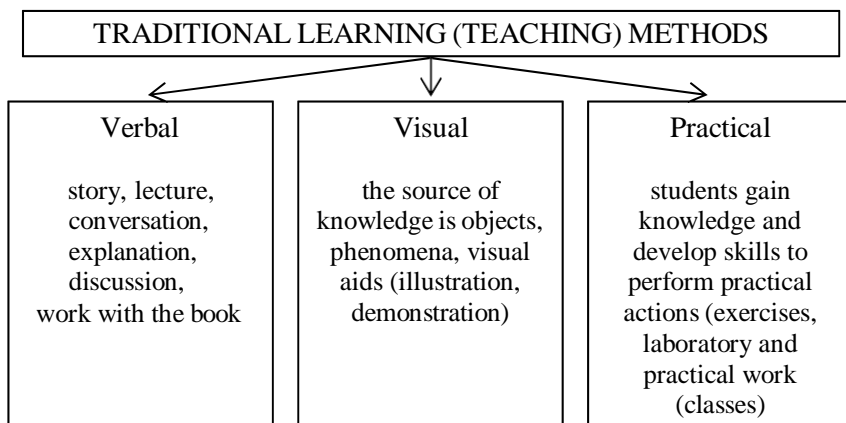 TRADITIONAL LEARNING (TEACHING) METHODS
Verbal
story, lecture,
conversation,
explanation,
discussion,
work with the book
Visual
the source of
knowledge is objects,
phenomena, visual
aids (illustration,
demonstration)
Practical
students gain
knowledge and
develop skills to
perform practical
actions (exercises,
laboratory and
practical work
(classes)